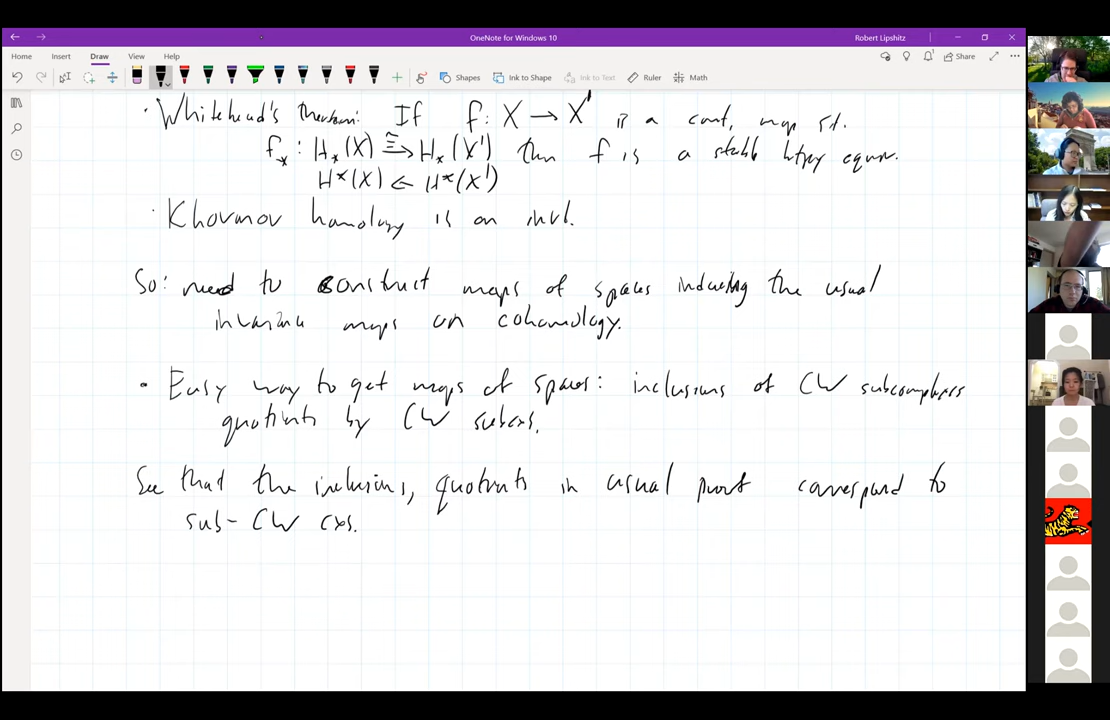 OneNote for Windows 10
Robert Lipshitz
Home Insert Draw View Help
Share
Shapes Ink to Shape Ink to Text Ruler Math
· Whitehead's theorem: If f: X → X' is a cont. map st.
f_* : H_*(X) ≅→ H_*(X') then f is a stable htpy equiv.
H*(X) ← H*(X')
· Khovanov homology is an invt.
So: need to construct maps of spaces inducing the usual
invariance maps on cohomology.
• Easy way to get maps of spaces: inclusions of CW subcomplexes
quotients by CW subcxs.
See that the inclusions, quotients in usual proof correspond to
sub-CW cxs.